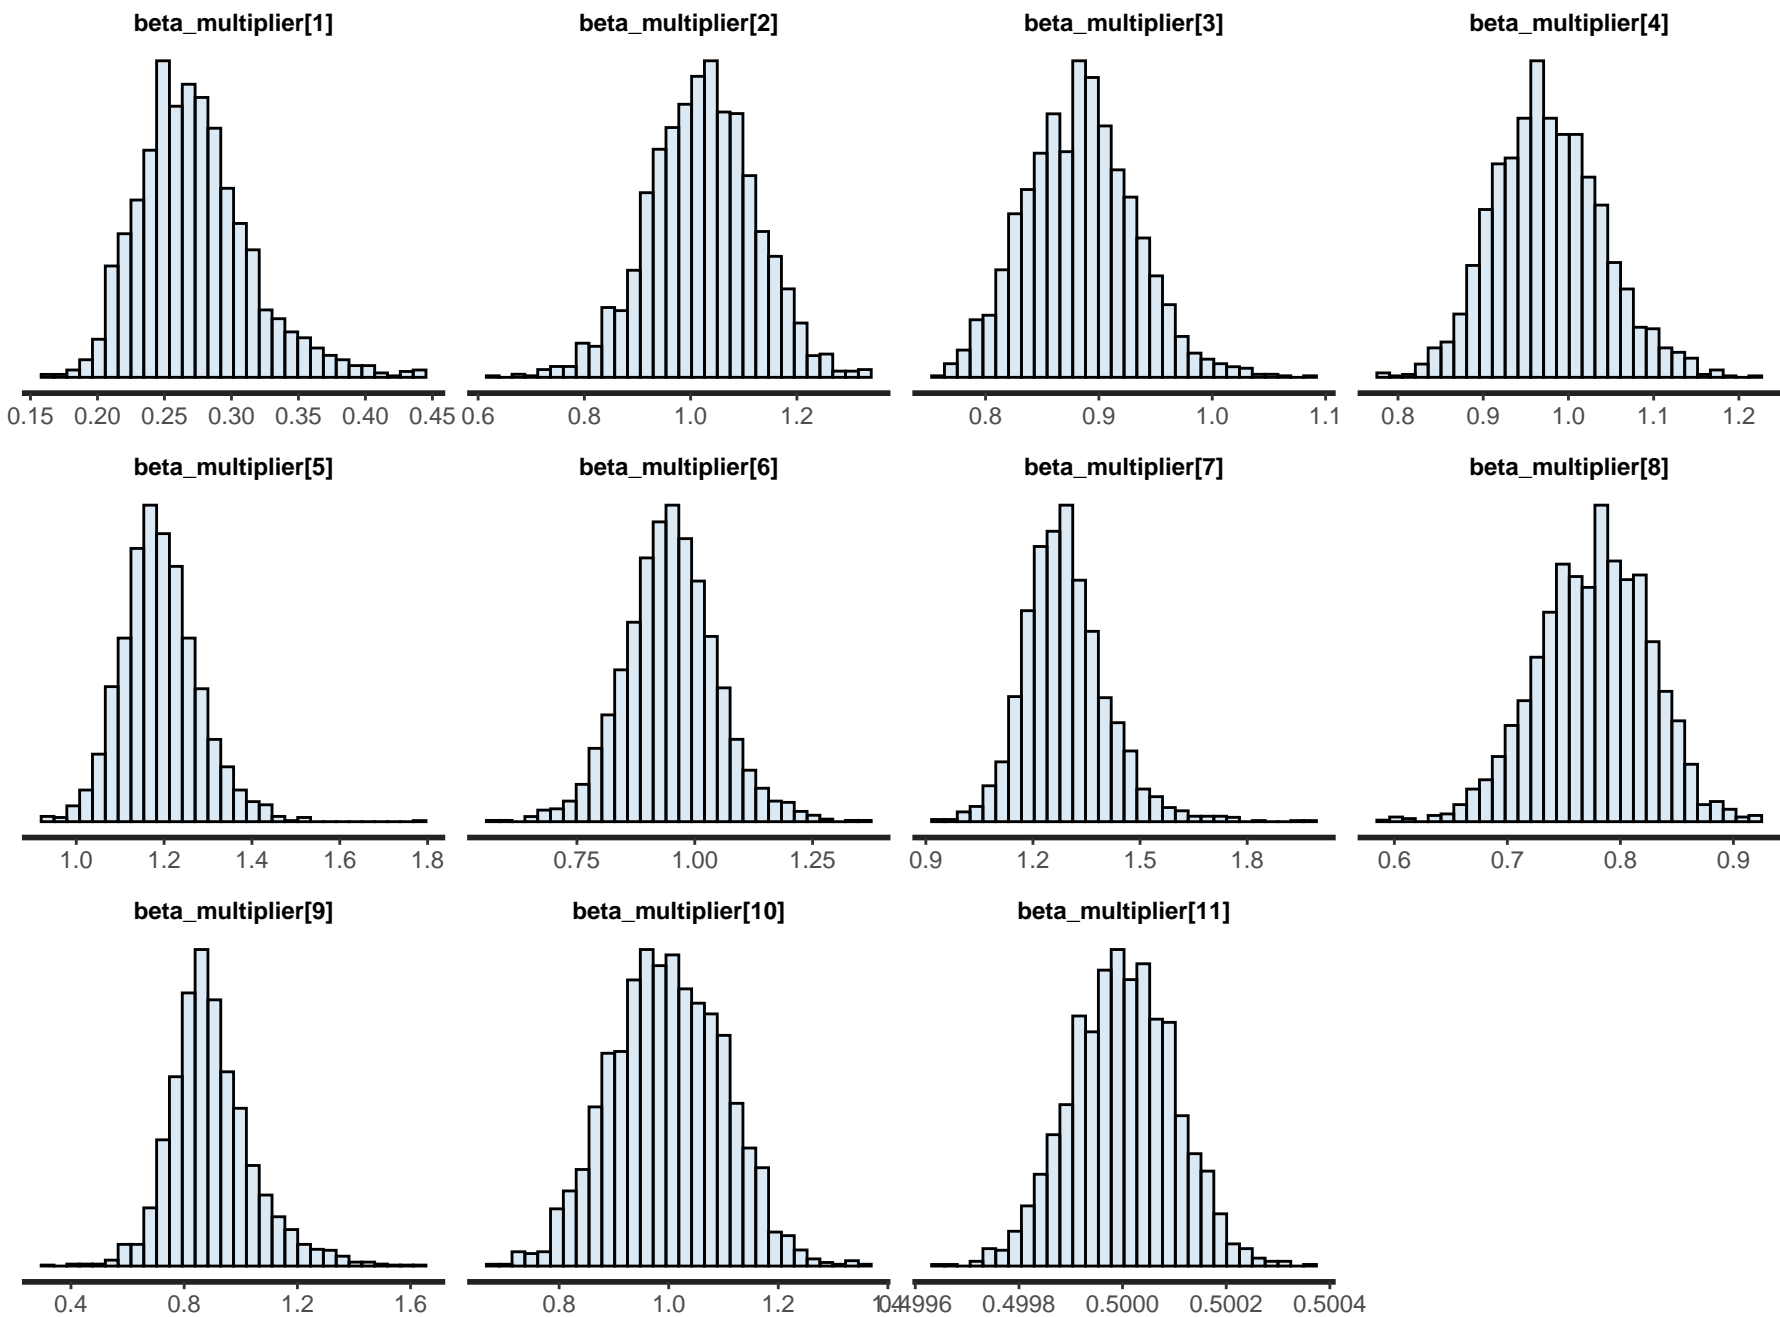 beta_multiplier[1] beta_multiplier[2] beta_multiplier[3] beta_multiplier[4]
0.15 0.20 0.25 0.30 0.35 0.40 0.45 0.6 0.8 1.0 1.2 0.8 0.9 1.0 1.1 0.8 0.9 1.0 1.1 1.2
beta_multiplier[5] beta_multiplier[6] beta_multiplier[7] beta_multiplier[8]
1.0 1.2 1.4 1.6 1.8 0.75 1.00 1.25 0.9 1.2 1.5 1.8 0.6 0.7 0.8 0.9
beta_multiplier[9] beta_multiplier[10] beta_multiplier[11]
0.4 0.8 1.2 1.6 0.8 1.0 1.2 1.4 0.4996 0.4998 0.5000 0.5002 0.5004